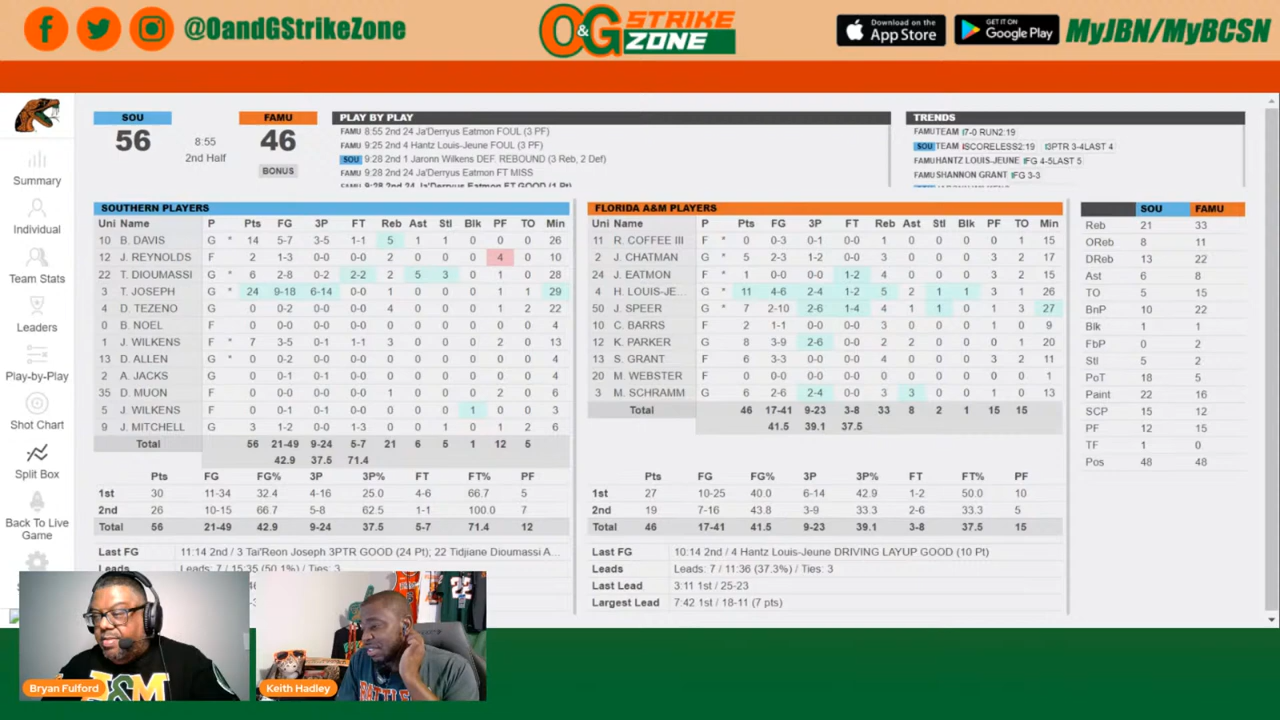 @OandGStrikeZone
O&G STRIKE ZONE
Download on the App Store
GET IT ON Google Play
MyJBN/MyBCSN
SOU
56
8:55
2nd Half
FAMU
46
BONUS
PLAY BY PLAY
FAMU 8:55 2nd 24 Ja'Derryus Eatmon FOUL (3 PF)
FAMU 9:25 2nd 4 Hantz Louis-Jeune FOUL (3 PF)
SOU 9:28 2nd 1 Jaronn Wilkens DEF. REBOUND (3 Reb, 2 Def)
FAMU 9:28 2nd 24 Ja'Derryus Eatmon FT MISS
FAMU 9:28 2nd 24 Ja'Derryus Eatmon FT GOOD (1 Pt)
TRENDS
FAMU TEAM 7-0 RUN2:19
SOU TEAM SCORELESS2:19 3PTR 3-4LAST 4
FAMU HANTZ LOUIS-JEUNE FG 4-5LAST 5
FAMU SHANNON GRANT FG 3-3
Summary
Individual
Team Stats
Leaders
Play-by-Play
Shot Chart
Split Box
Back To Live Game
SOUTHERN PLAYERS
Uni Name P Pts FG 3P FT Reb Ast Stl Blk PF TO Min
10 B. DAVIS G * 14 5-7 3-5 1-1 5 1 1 0 0 0 26
12 J. REYNOLDS F 2 1-3 0-0 0-0 2 0 0 0 4 0 10
22 T. DIOUMASSI G * 6 2-8 0-2 2-2 2 5 3 0 1 0 28
3 T. JOSEPH G * 24 9-18 6-14 0-0 1 0 0 0 1 1 29
4 D. TEZENO G 0 0-2 0-0 0-0 4 0 0 0 1 2 22
0 B. NOEL F 0 0-0 0-0 0-0 0 0 0 0 0 0 4
1 J. WILKENS F * 7 3-5 0-1 1-1 3 0 0 0 2 0 13
13 D. ALLEN G * 0 0-2 0-0 0-0 0 0 0 0 0 0 4
2 A. JACKS G 0 0-1 0-1 0-0 0 0 0 0 0 0 4
35 D. MUON F 0 0-0 0-0 0-0 1 0 0 0 2 0 6
5 J. WILKENS F 0 0-1 0-1 0-0 0 0 0 1 0 0 3
9 J. MITCHELL G 3 1-2 0-0 1-3 1 0 1 0 1 2 6
Total 56 21-49 9-24 5-7 21 6 5 1 12 5
42.9 37.5 71.4
Pts FG FG% 3P 3P% FT FT% PF
1st 30 11-34 32.4 4-16 25.0 4-6 66.7 5
2nd 26 10-15 66.7 5-8 62.5 1-1 100.0 7
Total 56 21-49 42.9 9-24 37.5 5-7 71.4 12
Last FG 11:14 2nd / 3 Tai'Reon Joseph 3PTR GOOD (24 Pt); 22 Tidjiane Dioumassi A...
Leads Leads: 7 / 15:35 (50.1%) / Ties: 3
FLORIDA A&M PLAYERS
Uni Name P Pts FG 3P FT Reb Ast Stl Blk PF TO Min
11 R. COFFEE III F * 0 0-3 0-1 0-0 3 0 0 0 0 1 15
2 J. CHATMAN G * 5 2-3 1-2 0-0 1 0 0 0 1 2 17
24 J. EATMON F * 1 0-0 0-0 1-2 4 0 0 0 3 2 15
4 H. LOUIS-JE... G * 11 4-6 2-4 1-2 5 2 1 1 3 1 26
50 J. SPEER G * 7 2-10 2-6 1-4 4 1 1 0 1 3 27
10 C. BARRS F 2 1-1 0-0 0-0 3 0 0 0 1 0 9
12 K. PARKER G 8 3-9 2-6 0-0 2 2 0 0 1 1 20
13 S. GRANT F 6 3-3 0-0 0-0 4 0 0 0 3 2 11
20 M. WEBSTER F 0 0-0 0-0 0-0 0 0 0 0 0 0 1
3 M. SCHRAMM G 6 2-6 2-4 0-0 3 3 0 0 1 13
Total 46 17-41 9-23 3-8 33 8 2 1 15 15
41.5 39.1 37.5
Pts FG FG% 3P 3P% FT FT% PF
1st 27 10-25 40.0 6-14 42.9 1-2 50.0 10
2nd 19 7-16 43.8 3-9 33.3 2-6 33.3 5
Total 46 17-41 41.5 9-23 39.1 3-8 37.5 15
Last FG 10:14 2nd / 4 Hantz Louis-Jeune DRIVING LAYUP GOOD (10 Pt)
Leads Leads: 7 / 11:36 (37.3%) / Ties: 3
Last Lead 3:11 1st / 25-23
Largest Lead 7:42 1st / 18-11 (7 pts)
SOU FAMU
Reb 21 33
OReb 8 11
DReb 13 22
Ast 6 8
TO 5 15
BnP 10 22
Blk 1 1
FbP 0 2
Stl 5 2
PoT 18 5
Paint 22 16
SCP 15 12
PF 12 15
TF 1 0
Pos 48 48
Bryan Fulford
Keith Hadley